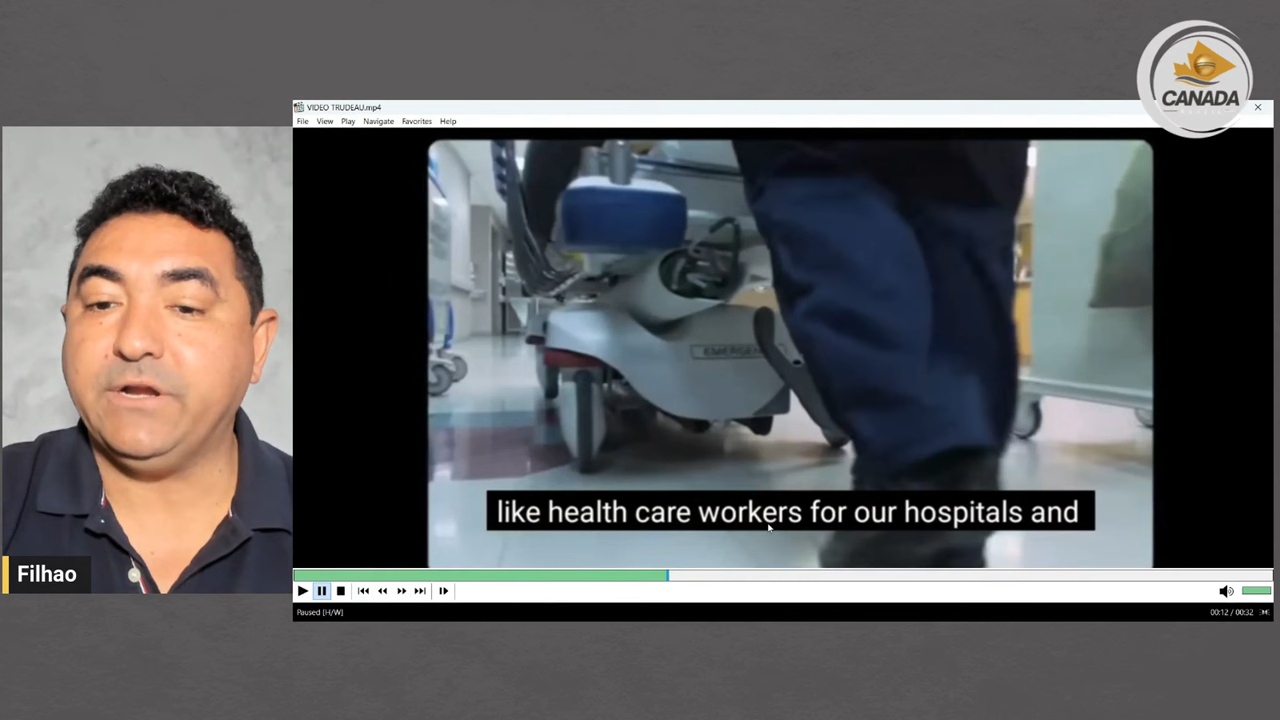 CANADA
VIDEO TRUDEAU.mp4
File View Play Navigate Favorites Help
like health care workers for our hospitals and
Filhao
Paused [H/W]
00:12 / 00:32